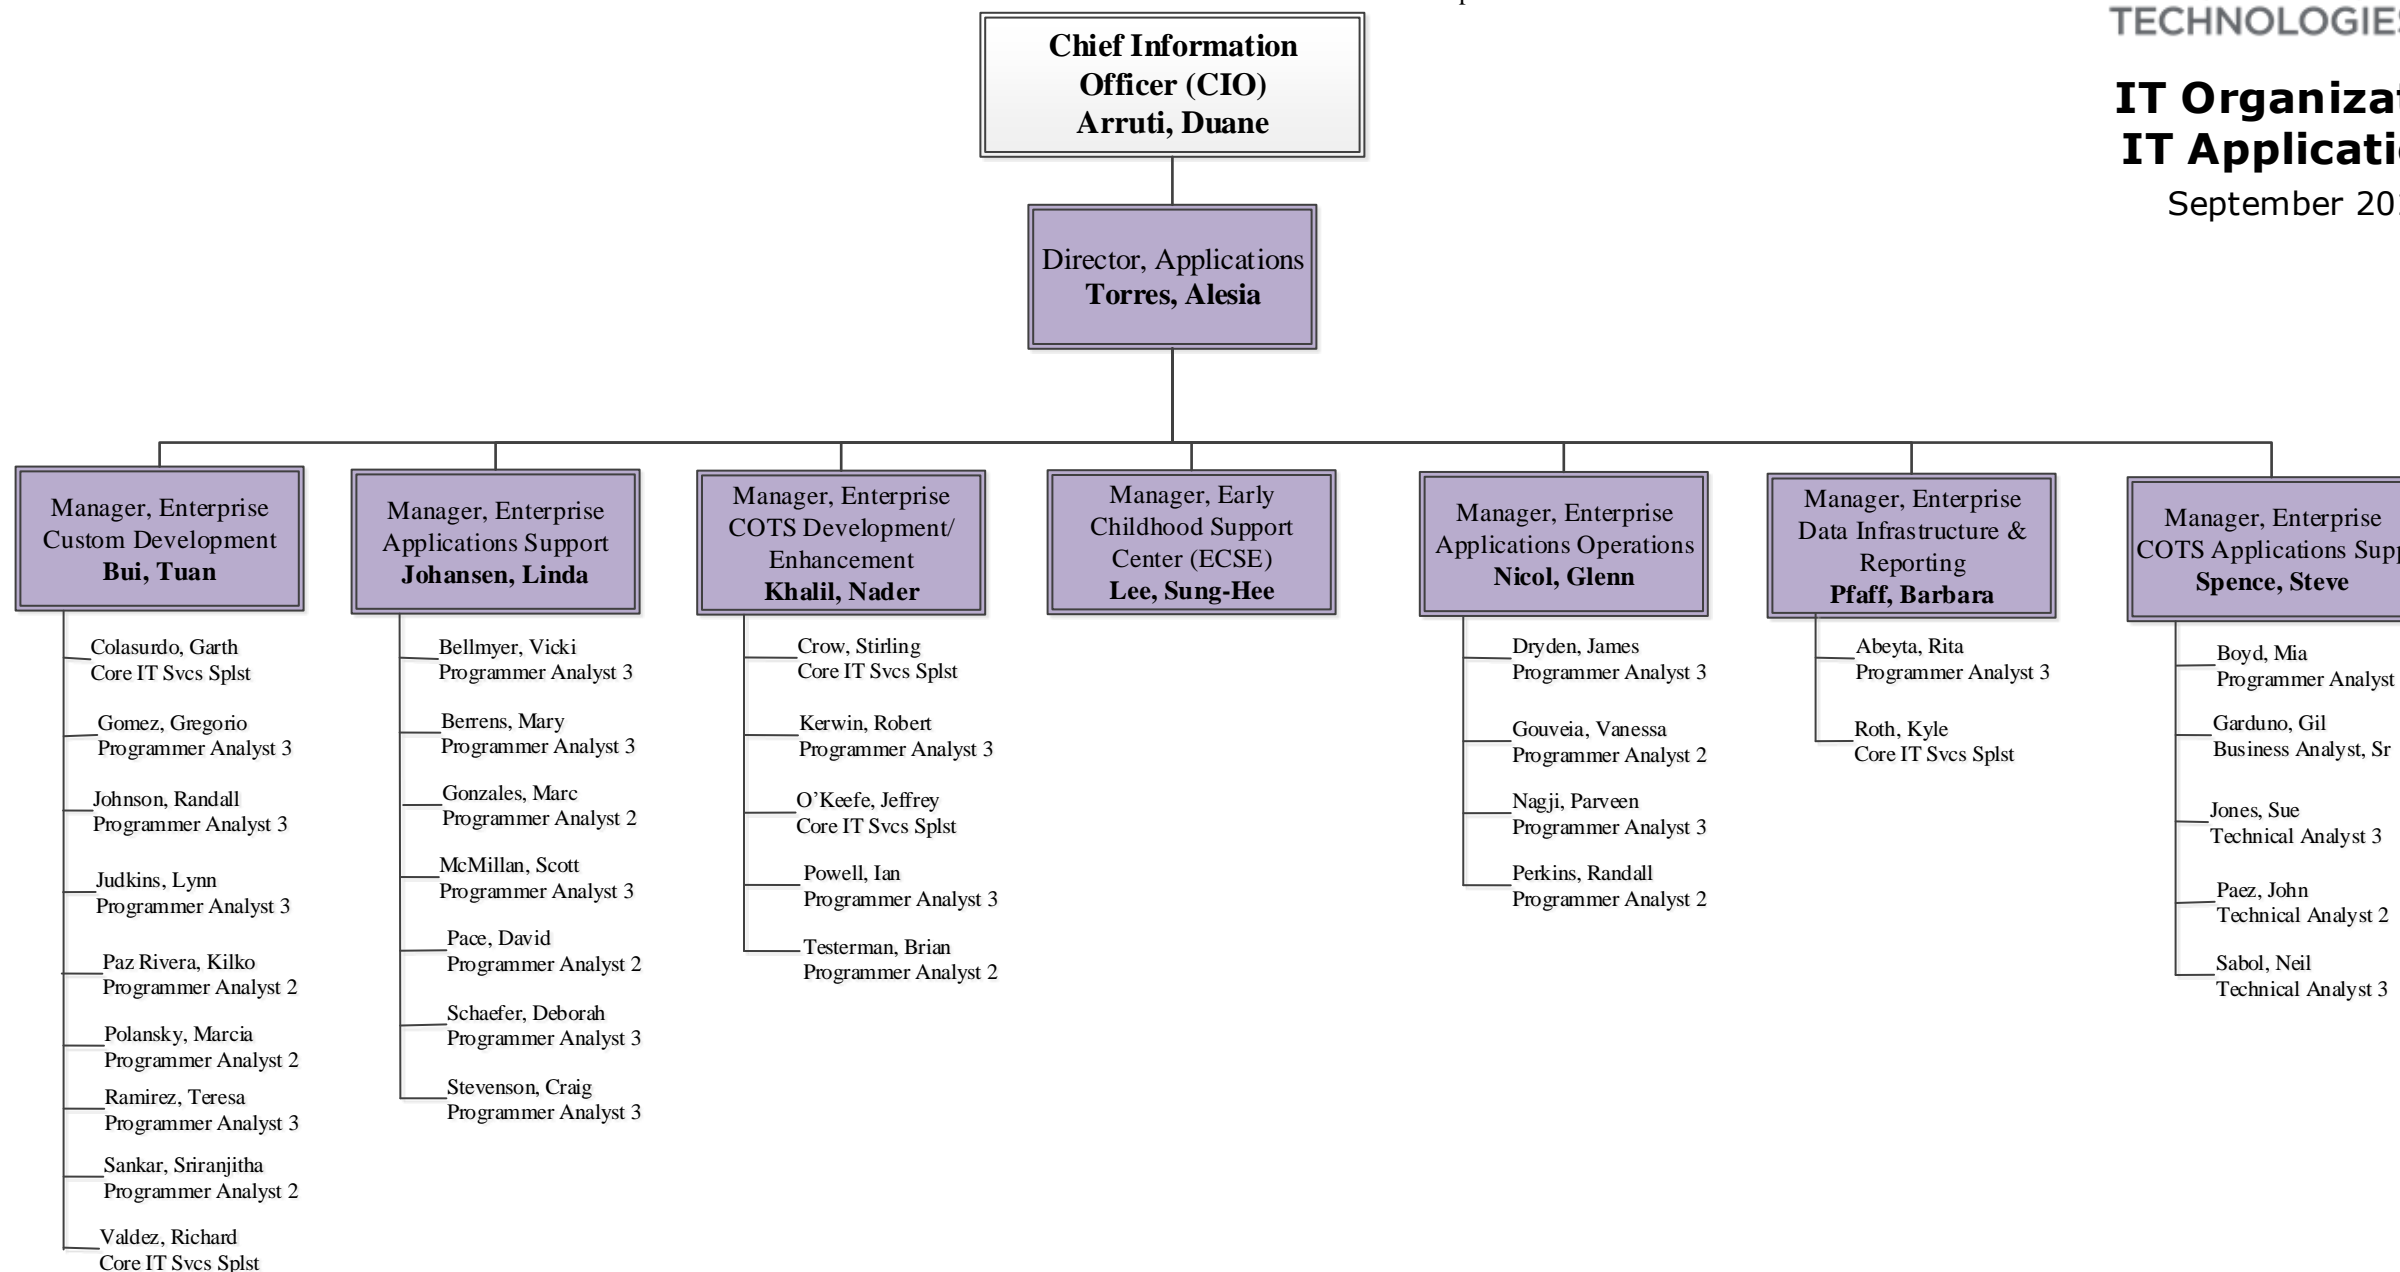 TECHNOLOGIES
IT Organizat
IT Applicati
September 20
Chief Information
Officer (CIO)
Arruti, Duane
Director, Applications
Torres, Alesia
Manager, Enterprise
Custom Development
Bui, Tuan
Colasurdo, Garth
Core IT Svcs Splst
Gomez, Gregorio
Programmer Analyst 3
Johnson, Randall
Programmer Analyst 3
Judkins, Lynn
Programmer Analyst 3
Paz Rivera, Kilko
Programmer Analyst 2
Polansky, Marcia
Programmer Analyst 2
Ramirez, Teresa
Programmer Analyst 3
Sankar, Sriranjitha
Programmer Analyst 2
Valdez, Richard
Core IT Svcs Splst
Manager, Enterprise
Applications Support
Johansen, Linda
Bellmyer, Vicki
Programmer Analyst 3
Berrens, Mary
Programmer Analyst 3
Gonzales, Marc
Programmer Analyst 2
McMillan, Scott
Programmer Analyst 3
Pace, David
Programmer Analyst 2
Schaefer, Deborah
Programmer Analyst 3
Stevenson, Craig
Programmer Analyst 3
Manager, Enterprise
COTS Development/
Enhancement
Khalil, Nader
Crow, Stirling
Core IT Svcs Splst
Kerwin, Robert
Programmer Analyst 3
O’Keefe, Jeffrey
Core IT Svcs Splst
Powell, Ian
Programmer Analyst 3
Testerman, Brian
Programmer Analyst 2
Manager, Early
Childhood Support
Center (ECSE)
Lee, Sung-Hee
Manager, Enterprise
Applications Operations
Nicol, Glenn
Dryden, James
Programmer Analyst 3
Gouveia, Vanessa
Programmer Analyst 2
Nagji, Parveen
Programmer Analyst 3
Perkins, Randall
Programmer Analyst 2
Manager, Enterprise
Data Infrastructure &
Reporting
Pfaff, Barbara
Abeyta, Rita
Programmer Analyst 3
Roth, Kyle
Core IT Svcs Splst
Manager, Enterprise
COTS Applications Supp
Spence, Steve
Boyd, Mia
Programmer Analyst
Garduno, Gil
Business Analyst, Sr
Jones, Sue
Technical Analyst 3
Paez, John
Technical Analyst 2
Sabol, Neil
Technical Analyst 3